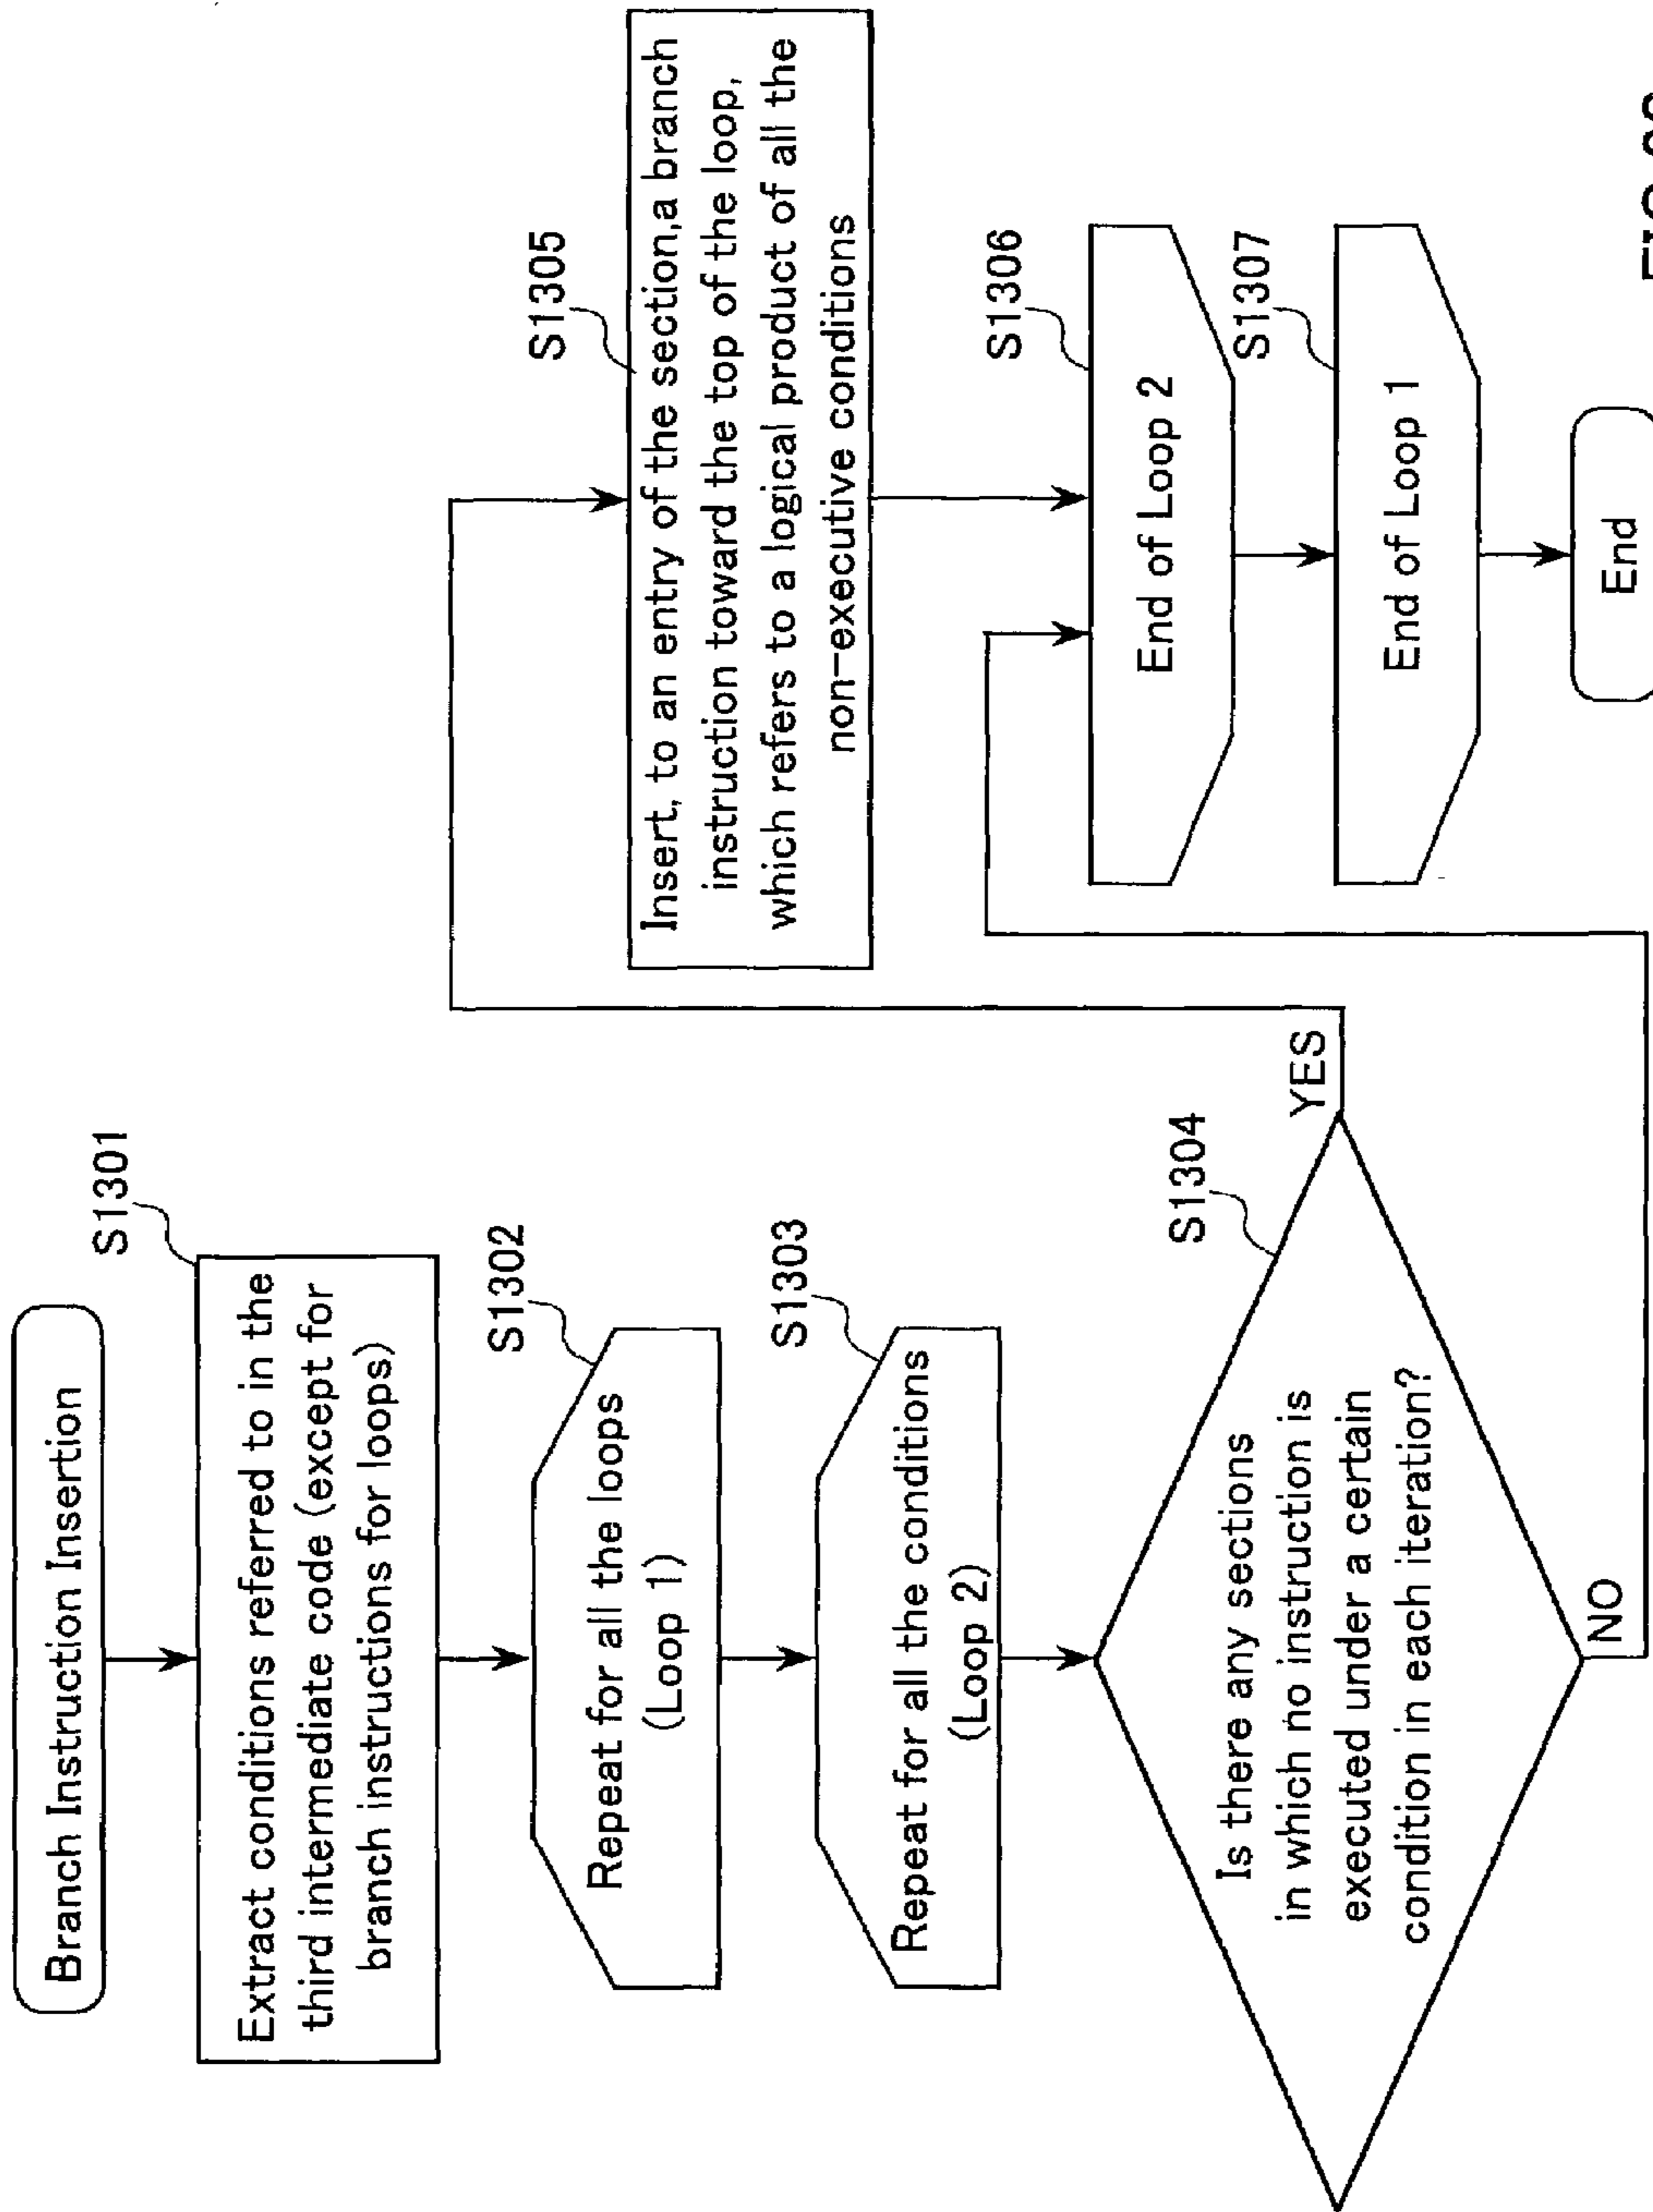 Branch Instruction Insertion
S1301
Extract conditions referred to in the
third intermediate code (except for
branch instructions for loops)
S1302
Repeat for all the loops
(Loop 1)
S1303
Repeat for all the conditions
(Loop 2)
S1304
Is there any sections
in which no instruction is
executed under a certain
condition in each iteration?
YES
NO
S1305
Insert, to an entry of the section,a branch
instruction toward the top of the loop,
which refers to a logical product of all the
non-executive conditions
S1306
End of Loop 2
S1307
End of Loop 1
End